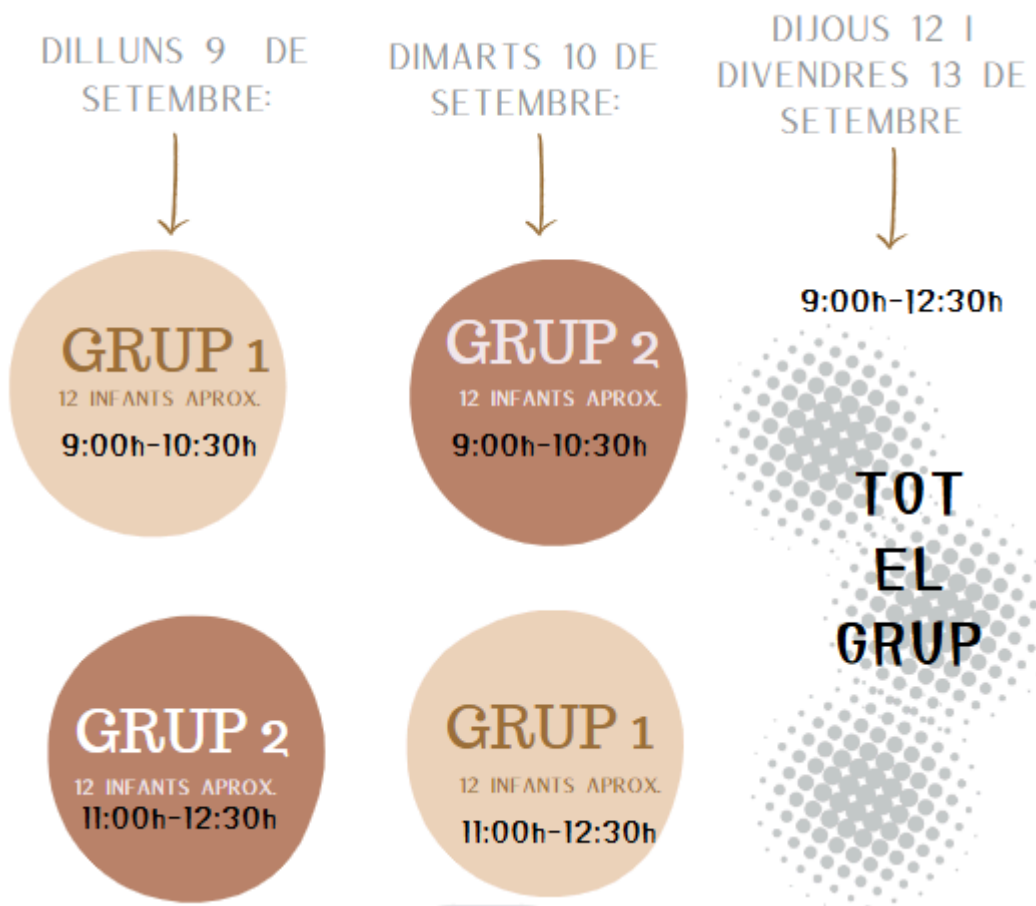 DILLUNS 9 DE
SETEMBRE:
GRUP 1
12 INFANTS APROX.
9:00h-10:30h
GRUP 2
12 INFANTS APROX.
11:00h-12:30h
DIMARTS 10 DE
SETEMBRE:
GRUP 2
12 INFANTS APROX.
9:00h-10:30h
GRUP 1
12 INFANTS APROX.
11:00h-12:30h
DIJOUS 12 I
DIVENDRES 13 DE
SETEMBRE
9:00h-12:30h
TOT
EL
GRUP